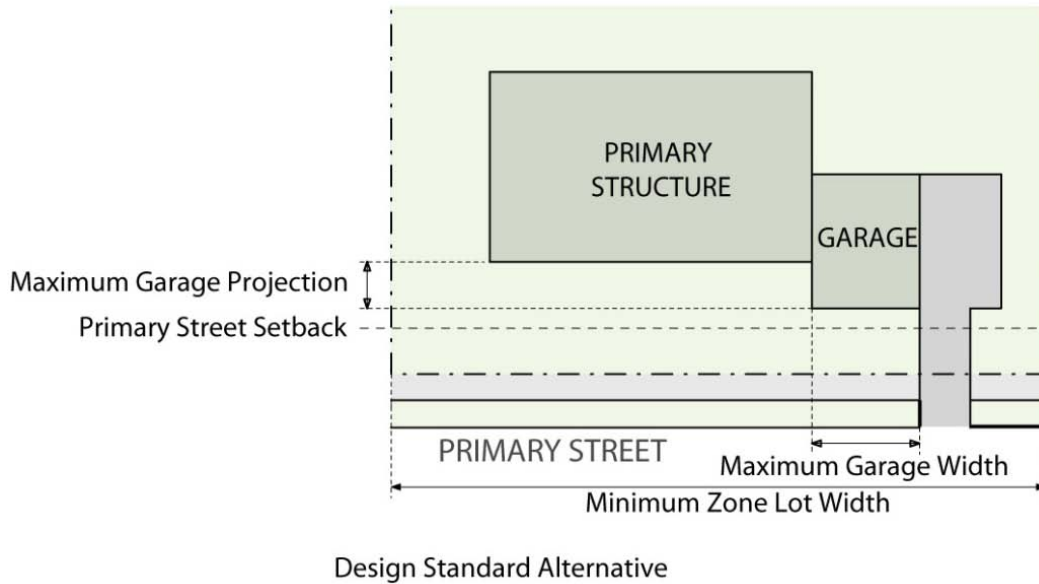 PRIMARY
STRUCTURE
GARAGE
Maximum Garage Projection
Primary Street Setback
PRIMARY STREET
Maximum Garage Width
Minimum Zone Lot Width
Design Standard Alternative